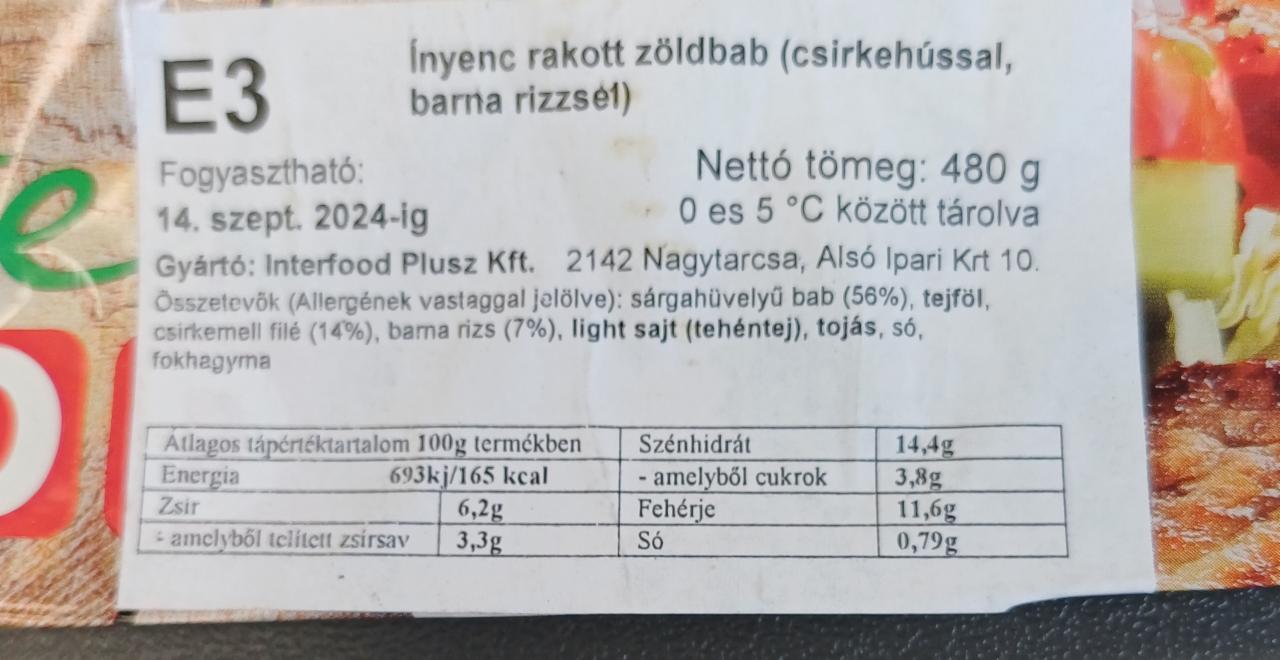 E3
Ínyenc rakott zöldbab (csirkehússal,
barna rizzsel)
Fogyasztható:
14. szept. 2024-ig
Nettó tömeg: 480 g
0 es 5 °C között tárolva
Gyártó: Interfood Plusz Kft. 2142 Nagytarcsa, Alsó Ipari Krt 10.
Összetevők (Allergének vastaggal jelölve): sárgahüvelyű bab (56%), tejföl,
csirkemell filé (14%), barna rizs (7%), light sajt (tehéntej), tojás, só,
fokhagyma
Átlagos tápértéktartalom 100g termékben Szénhidrát 14,4g
Energia 693kj/165 kcal - amelyből cukrok 3,8g
Zsír 6,2g Fehérje 11,6g
- amelyből telített zsírsav 3,3g Só 0,79g